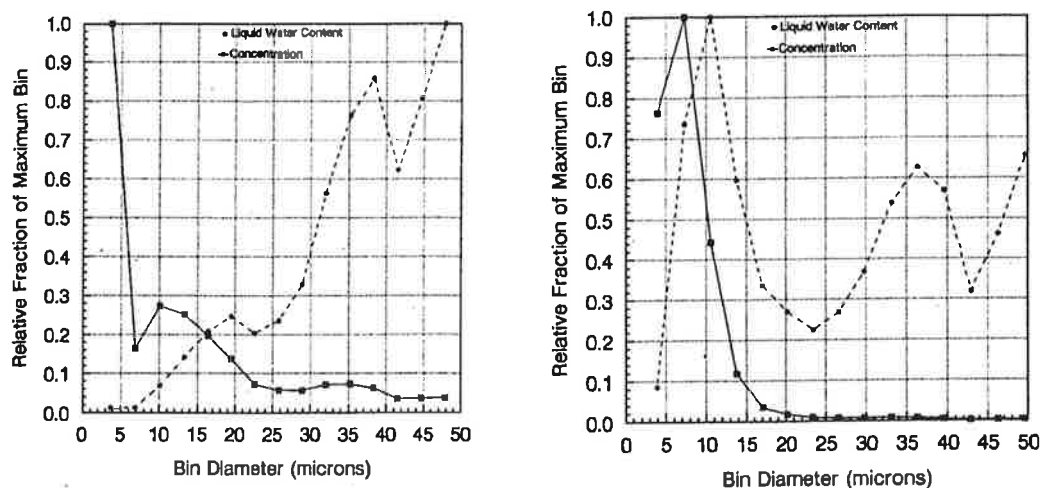 Relative Fraction of Maximum Bin
1.0
0.9
0.8
0.7
0.6
0.5
0.4
0.3
0.2
0.1
0.0
Liquid Water Content
Concentration
0 5 10 15 20 25 30 35 40 45 50
Bin Diameter (microns)
Relative Fraction of Maximum Bin
1.0
0.9
0.8
0.7
0.6
0.5
0.4
0.3
0.2
0.1
0.0
Liquid Water Content
Concentration
0 5 10 15 20 25 30 35 40 45 50
Bin Diameter (microns)